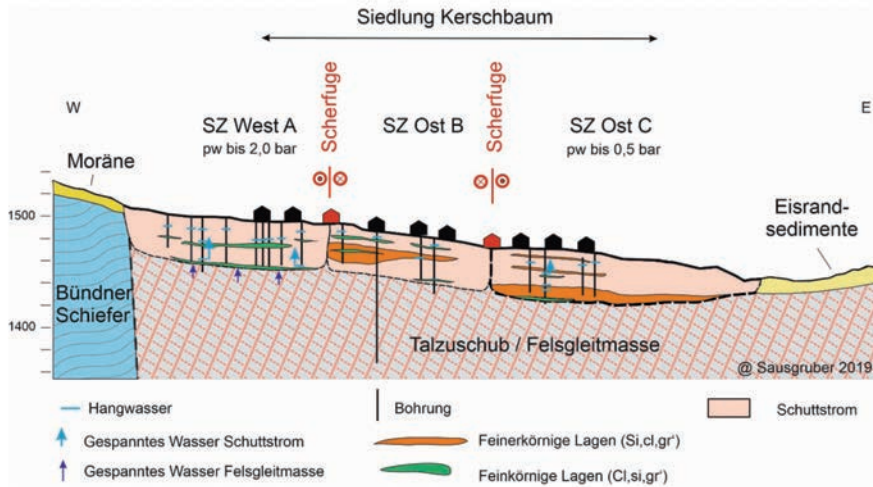 Siedlung Kerschbaum
W
E
SZ West A
pw bis 2,0 bar
Scherfuge
SZ Ost B
Scherfuge
SZ Ost C
pw bis 0,5 bar
Moräne
Eisrand-
sedimente
1500
1400
Bündner
Schiefer
Talzuschub / Felsgleitmasse
@ Sausgruber 2019
Hangwasser
Bohrung
Schuttstrom
Gespanntes Wasser Schuttstrom
Feinerkörnige Lagen (Si,cl,gr‘)
Gespanntes Wasser Felsgleitmasse
Feinkörnige Lagen (Cl,si,gr‘)